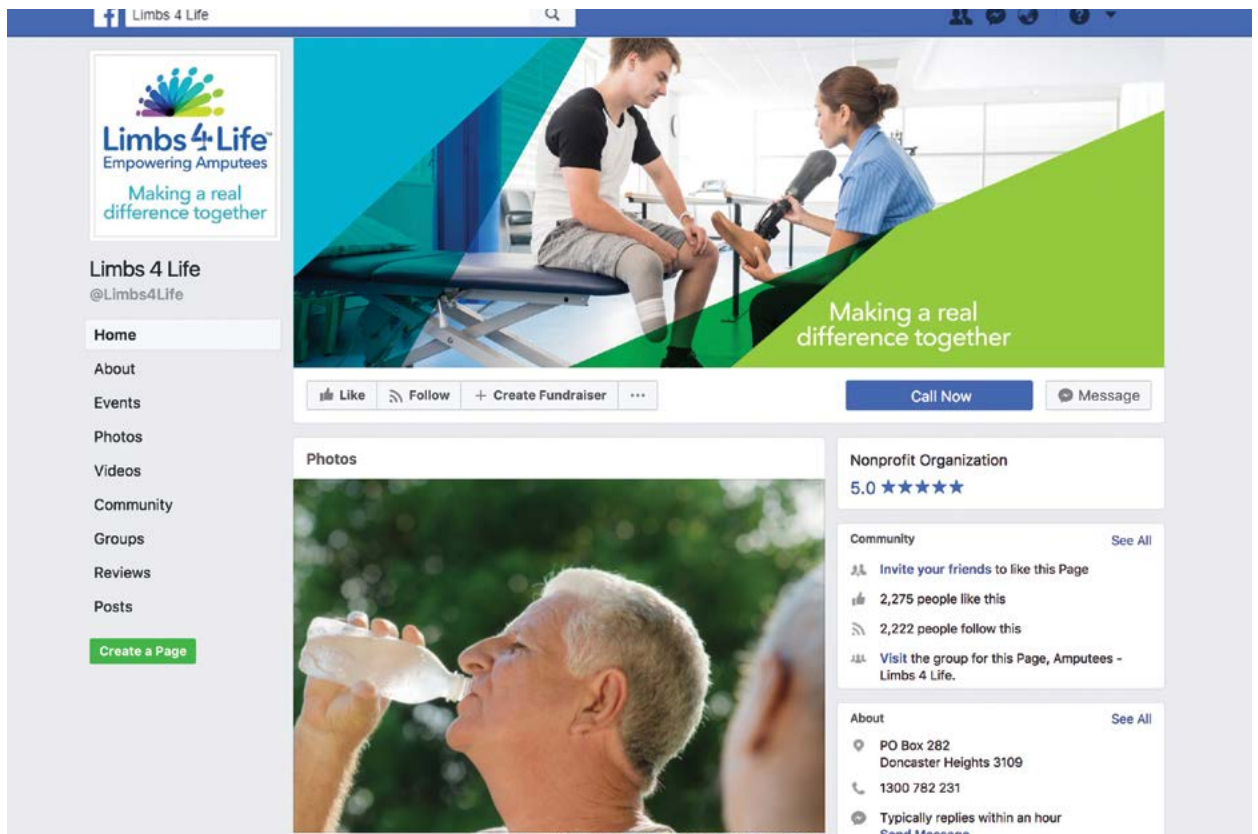 Limbs 4 Life
Limbs 4 Life™
Empowering Amputees
Making a real
difference together
Limbs 4 Life
@Limbs4Life
Home
About
Events
Photos
Videos
Community
Groups
Reviews
Posts
Create a Page
Making a real
difference together
Like
Follow
+ Create Fundraiser
...
Call Now
Message
Photos
Nonprofit Organization
5.0 ★★★★★
Community
See All
Invite your friends to like this Page
2,275 people like this
2,222 people follow this
Visit the group for this Page, Amputees -
Limbs 4 Life.
About
See All
PO Box 282
Doncaster Heights 3109
1300 782 231
Typically replies within an hour
Send Message